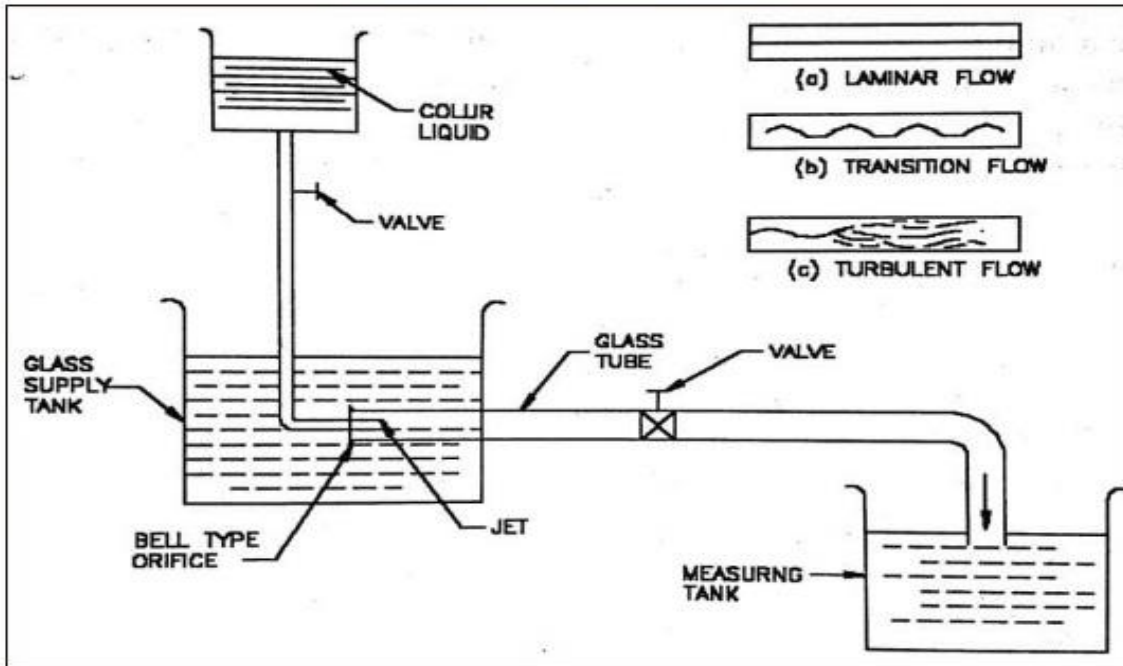 COLUR
LIQUID
VALVE
(a) LAMINAR FLOW
(b) TRANSITION FLOW
(c) TURBULENT FLOW
GLASS
SUPPLY
TANK
GLASS
TUBE
VALVE
BELL TYPE
ORIFICE
JET
MEASURNG
TANK